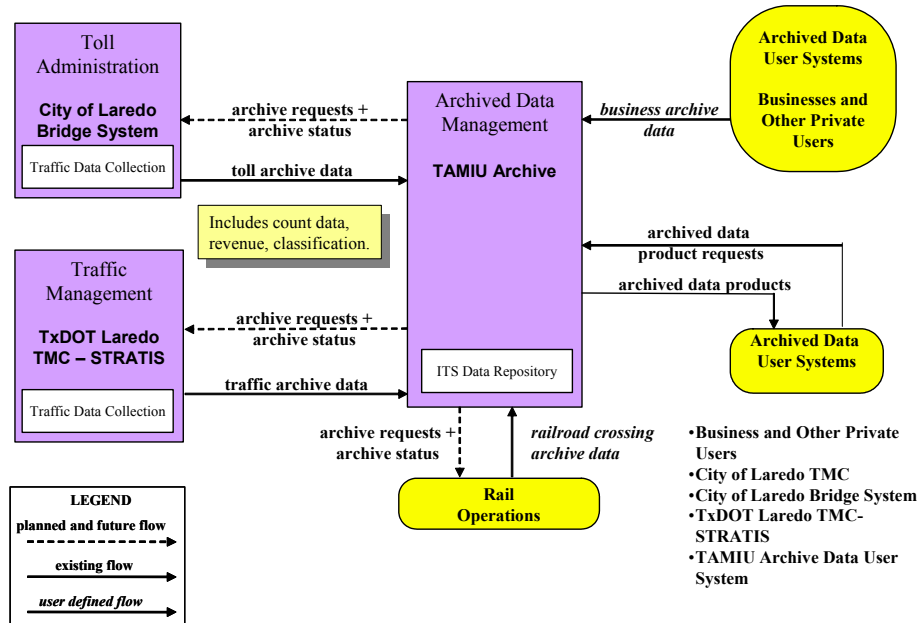 Toll
Administration
City of Laredo
Bridge System
Traffic Data Collection
archive requests +
archive status
toll archive data
Includes count data,
revenue, classification.
Traffic
Management
TxDOT Laredo
TMC – STRATIS
Traffic Data Collection
archive requests +
archive status
traffic archive data
Archived Data
Management
TAMIU Archive
ITS Data Repository
business archive
data
Archived Data
User Systems
Businesses and
Other Private
Users
archived data
product requests
archived data products
Archived Data
User Systems
archive requests +
archive status
railroad crossing
archive data
Rail
Operations
•Business and Other Private
Users
•City of Laredo TMC
•City of Laredo Bridge System
•TxDOT Laredo TMC-
STRATIS
•TAMIU Archive Data User
System
LEGEND
planned and future flow
existing flow
user defined flow